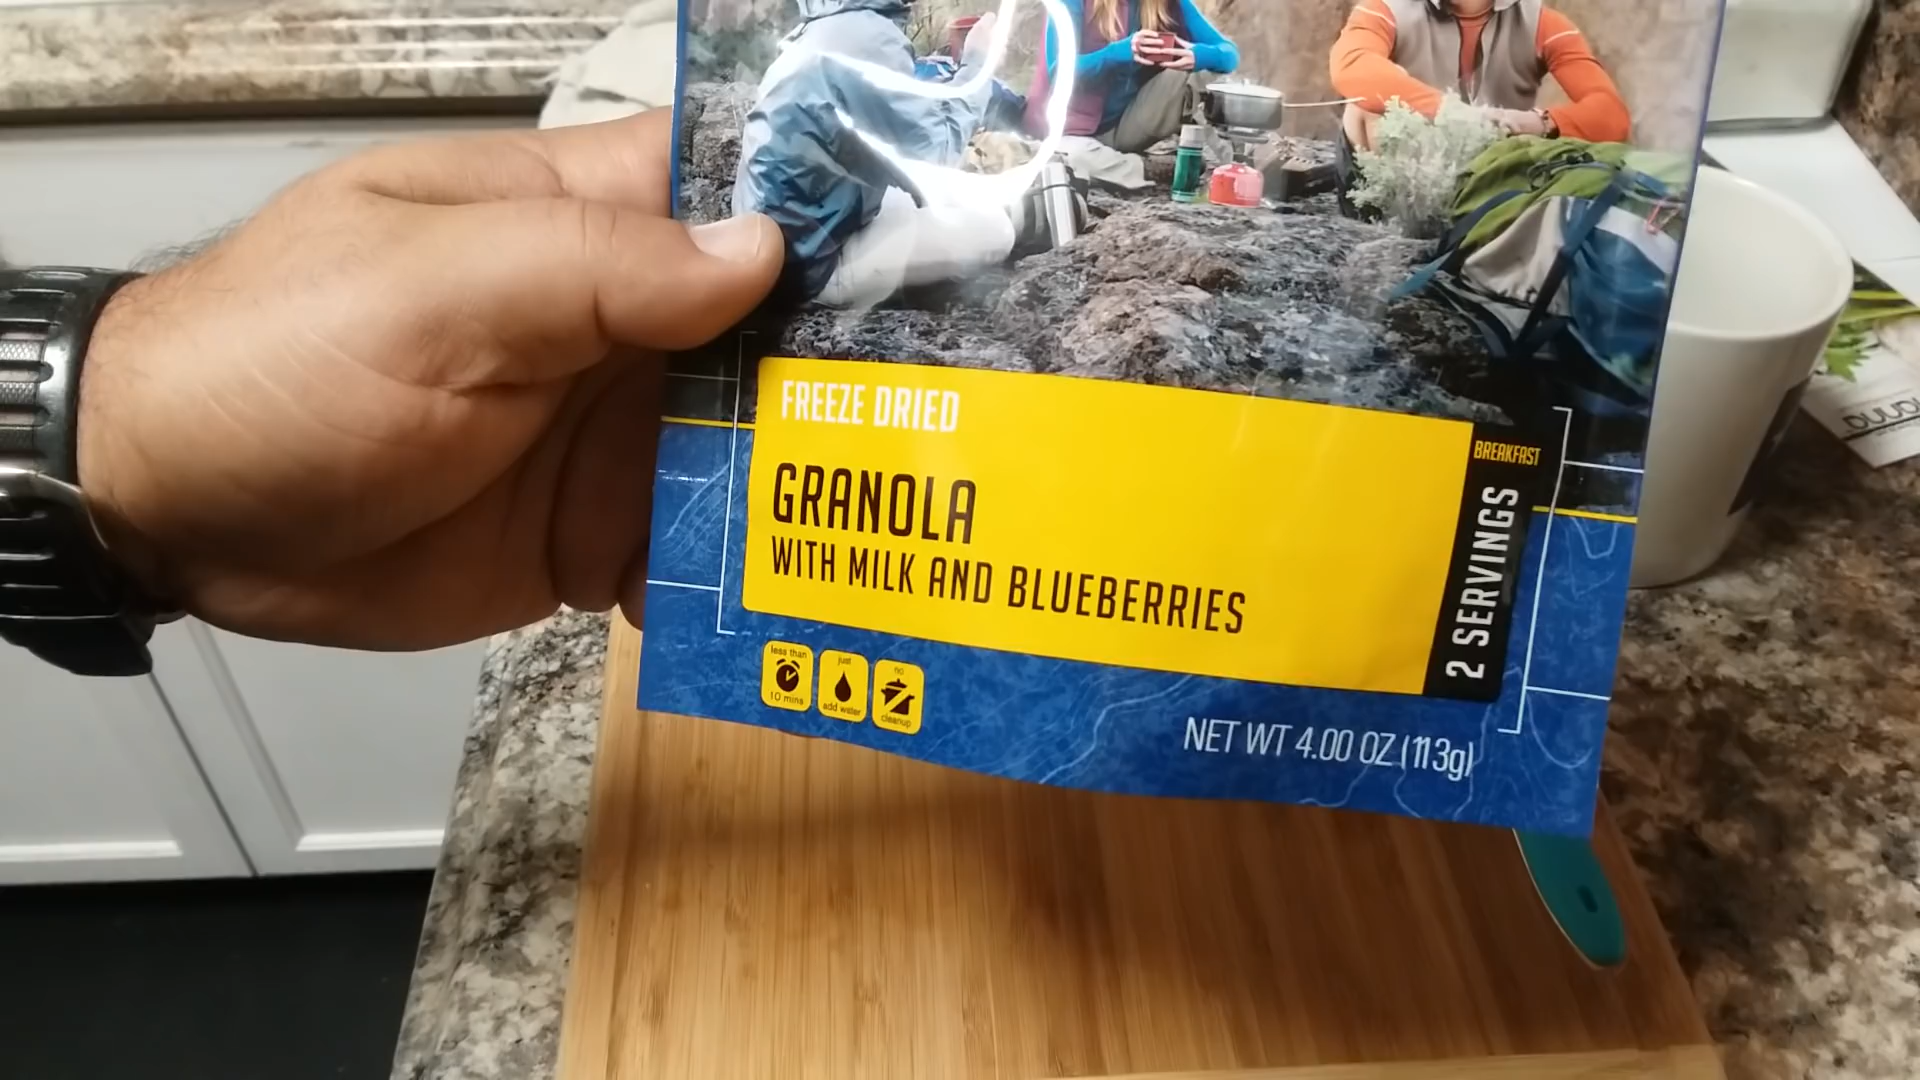 FREEZE DRIED
GRANOLA
WITH MILK AND BLUEBERRIES
BREAKFAST
2 SERVINGS
less than
10 mins
just
add water
no
cleanup
NET WT 4.00 OZ (113g)